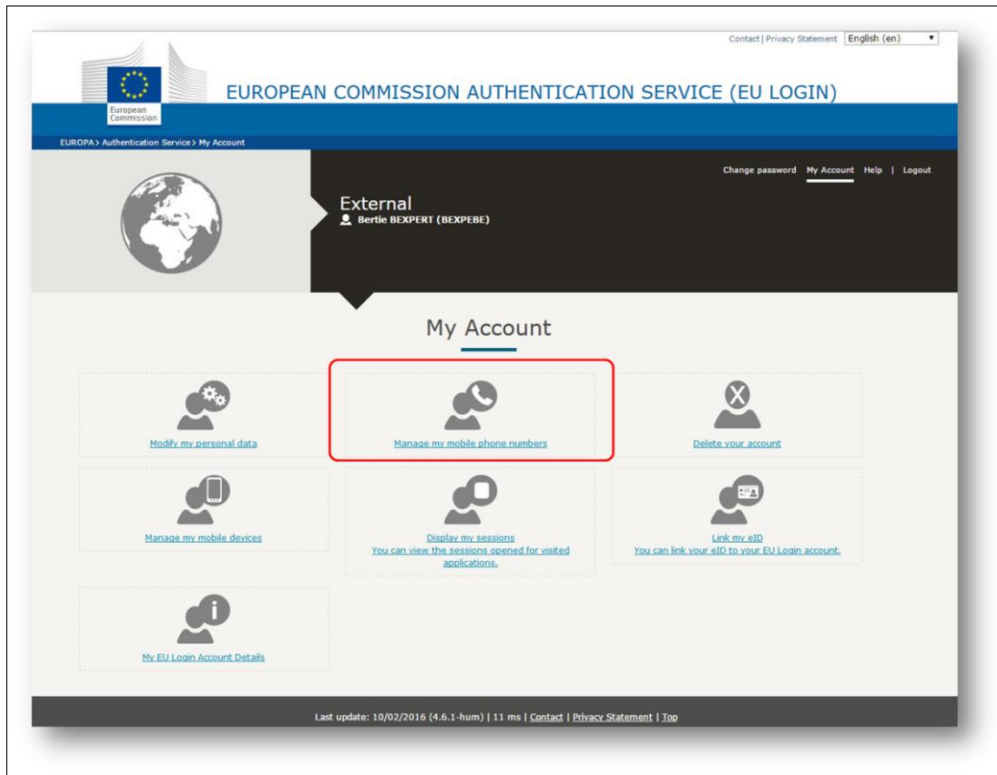 Contact | Privacy Statement English (en)
European
Commission
EUROPEAN COMMISSION AUTHENTICATION SERVICE (EU LOGIN)
EUROPA > Authentication Service > My Account
Change password My Account Help | Logout
External
Bertie BEXPERT (BEXPEBE)
My Account
Modify my personal data
Manage my mobile phone numbers
Delete your account
Manage my mobile devices
Display my sessions
You can view the sessions opened for visited
applications.
Link my eID
You can link your eID to your EU Login account.
My EU Login Account Details
Last update: 10/02/2016 (4.6.1-hum) | 11 ms | Contact | Privacy Statement | Top